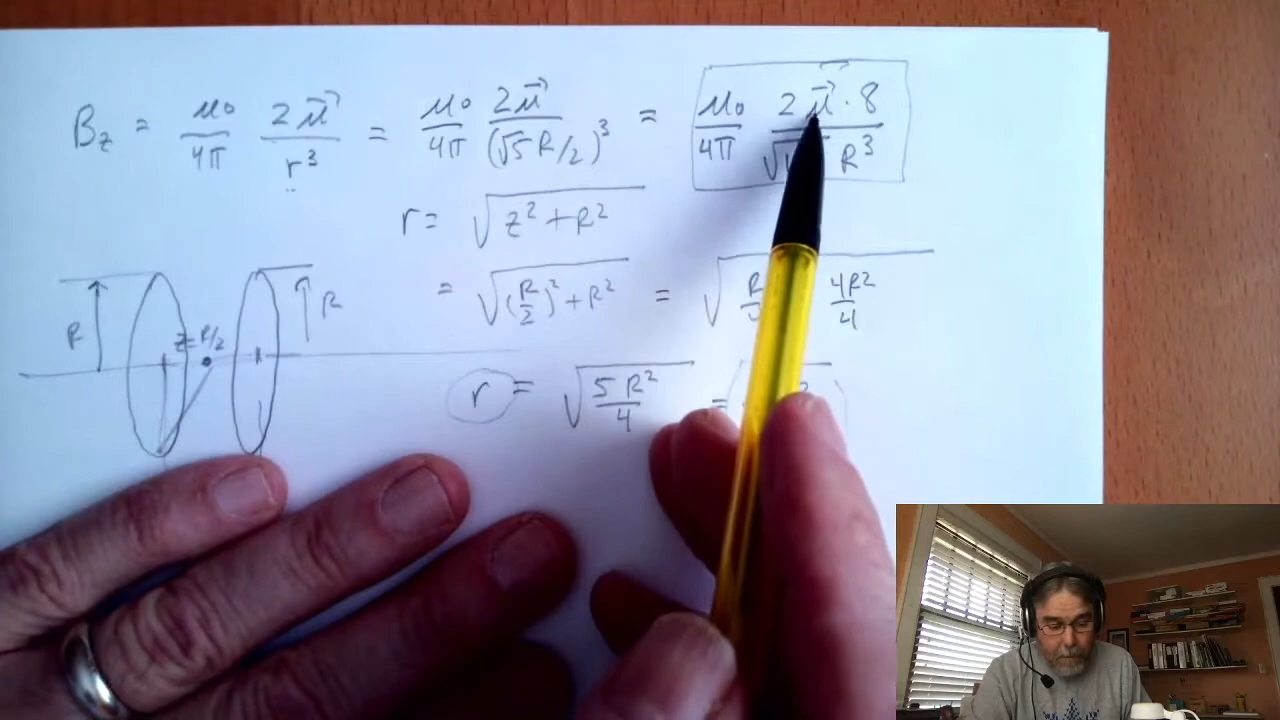 B_z = μ₀/4π 2μ⃗/r³ = μ₀/4π 2μ⃗/(√5 R/2)³ = μ₀/4π 2μ⃗·8/√ R³
r = √(z² + R²)
= √((R/2)² + R²) = √(R 4R²/4)
R z=R/2 R
r = √(5R²/4) =